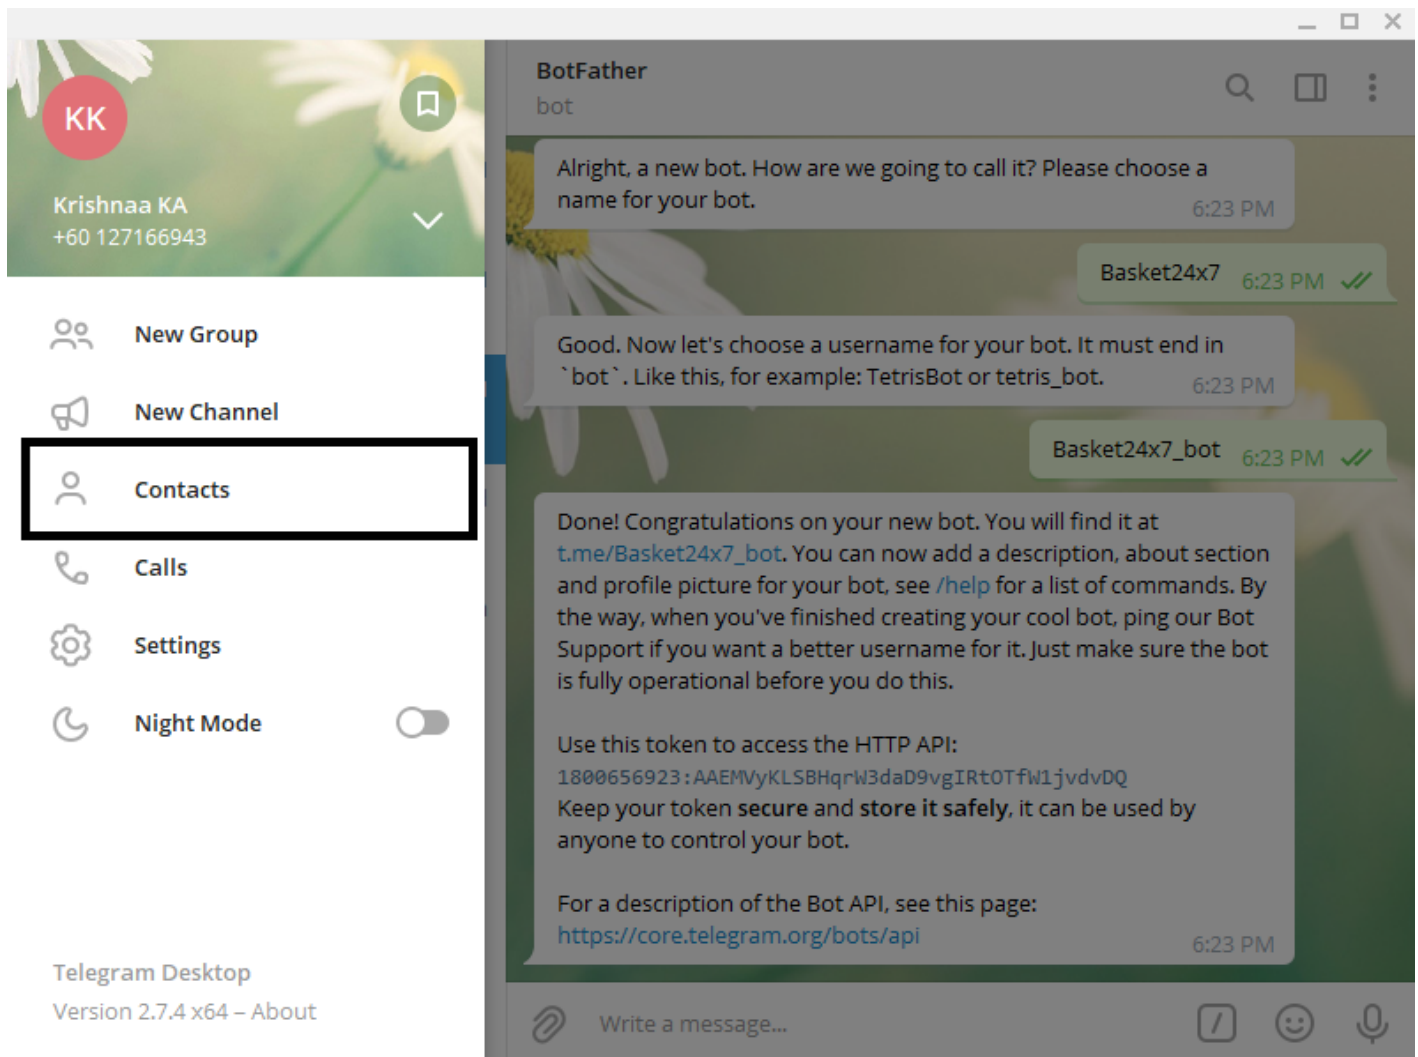 KK
Krishnaa KA
+60 127166943
New Group
New Channel
Contacts
Calls
Settings
Night Mode
Telegram Desktop
Version 2.7.4 x64 – About
BotFather
bot
Alright, a new bot. How are we going to call it? Please choose a
name for your bot.
6:23 PM
Basket24x7 6:23 PM
Good. Now let's choose a username for your bot. It must end in
`bot`. Like this, for example: TetrisBot or tetris_bot.
6:23 PM
Basket24x7_bot 6:23 PM
Done! Congratulations on your new bot. You will find it at
t.me/Basket24x7_bot. You can now add a description, about section
and profile picture for your bot, see /help for a list of commands. By
the way, when you've finished creating your cool bot, ping our Bot
Support if you want a better username for it. Just make sure the bot
is fully operational before you do this.
Use this token to access the HTTP API:
1800656923:AAEMVyKLSBHqrW3daD9vgIRtOTfW1jvdvDQ
Keep your token secure and store it safely, it can be used by
anyone to control your bot.
For a description of the Bot API, see this page:
https://core.telegram.org/bots/api
6:23 PM
Write a message...